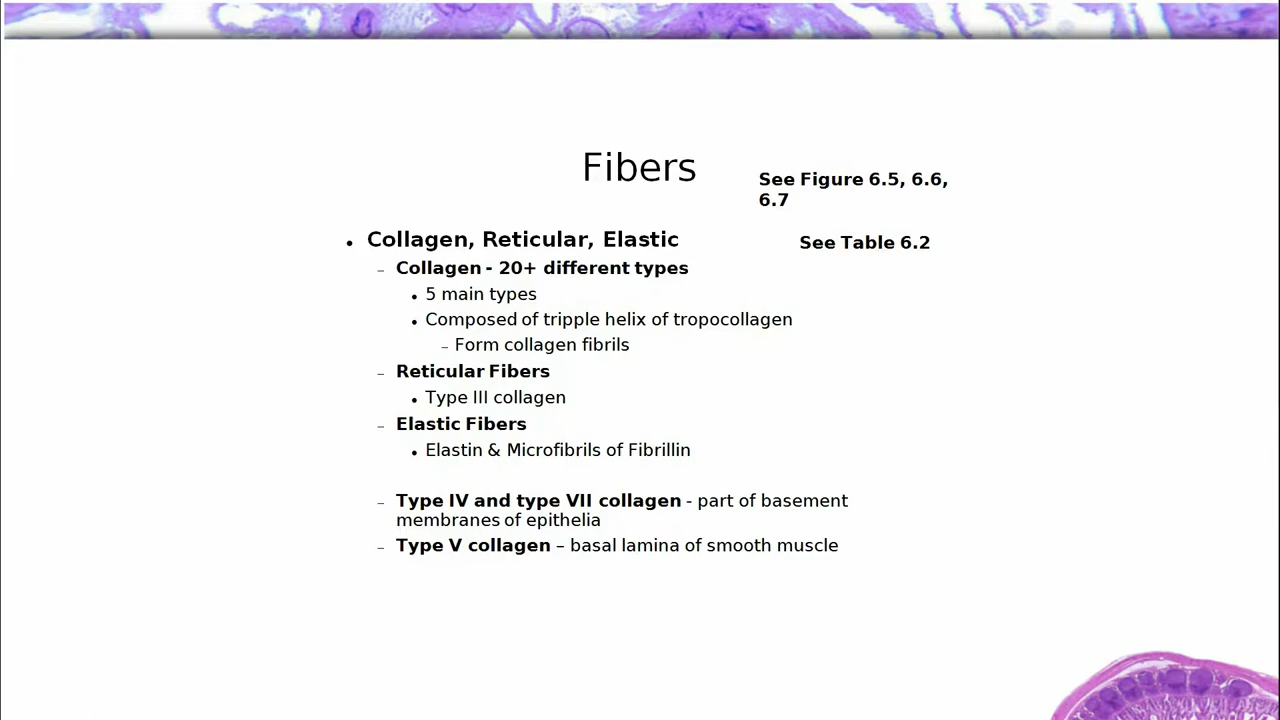 Fibers
See Figure 6.5, 6.6,
6.7
• Collagen, Reticular, Elastic
See Table 6.2
– Collagen - 20+ different types
• 5 main types
• Composed of tripple helix of tropocollagen
– Form collagen fibrils
– Reticular Fibers
• Type III collagen
– Elastic Fibers
• Elastin & Microfibrils of Fibrillin
– Type IV and type VII collagen - part of basement
membranes of epithelia
– Type V collagen – basal lamina of smooth muscle